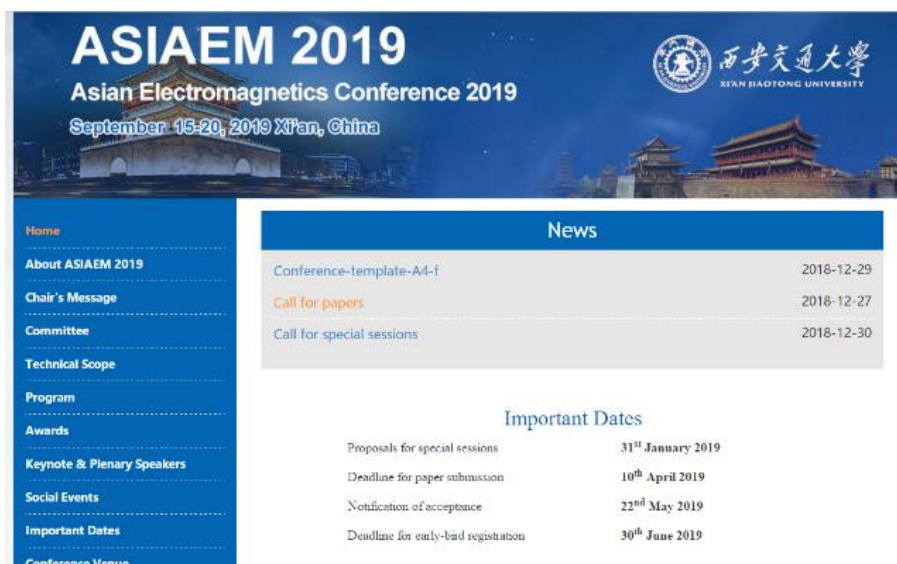 ASIAEM 2019
Asian Electromagnetics Conference 2019
September 15-20, 2019 Xi'an, China
西安交通大学
XI'AN JIAOTONG UNIVERSITY
Home
About ASIAEM 2019
Chair's Message
Committee
Technical Scope
Program
Awards
Keynote & Plenary Speakers
Social Events
Important Dates
Conference Venue
News
Conference-template-A4-f 2018-12-29
Call for papers 2018-12-27
Call for special sessions 2018-12-30
Important Dates
Proposals for special sessions 31st January 2019
Deadline for paper submission 10th April 2019
Notification of acceptance 22nd May 2019
Deadline for early-bird registration 30th June 2019